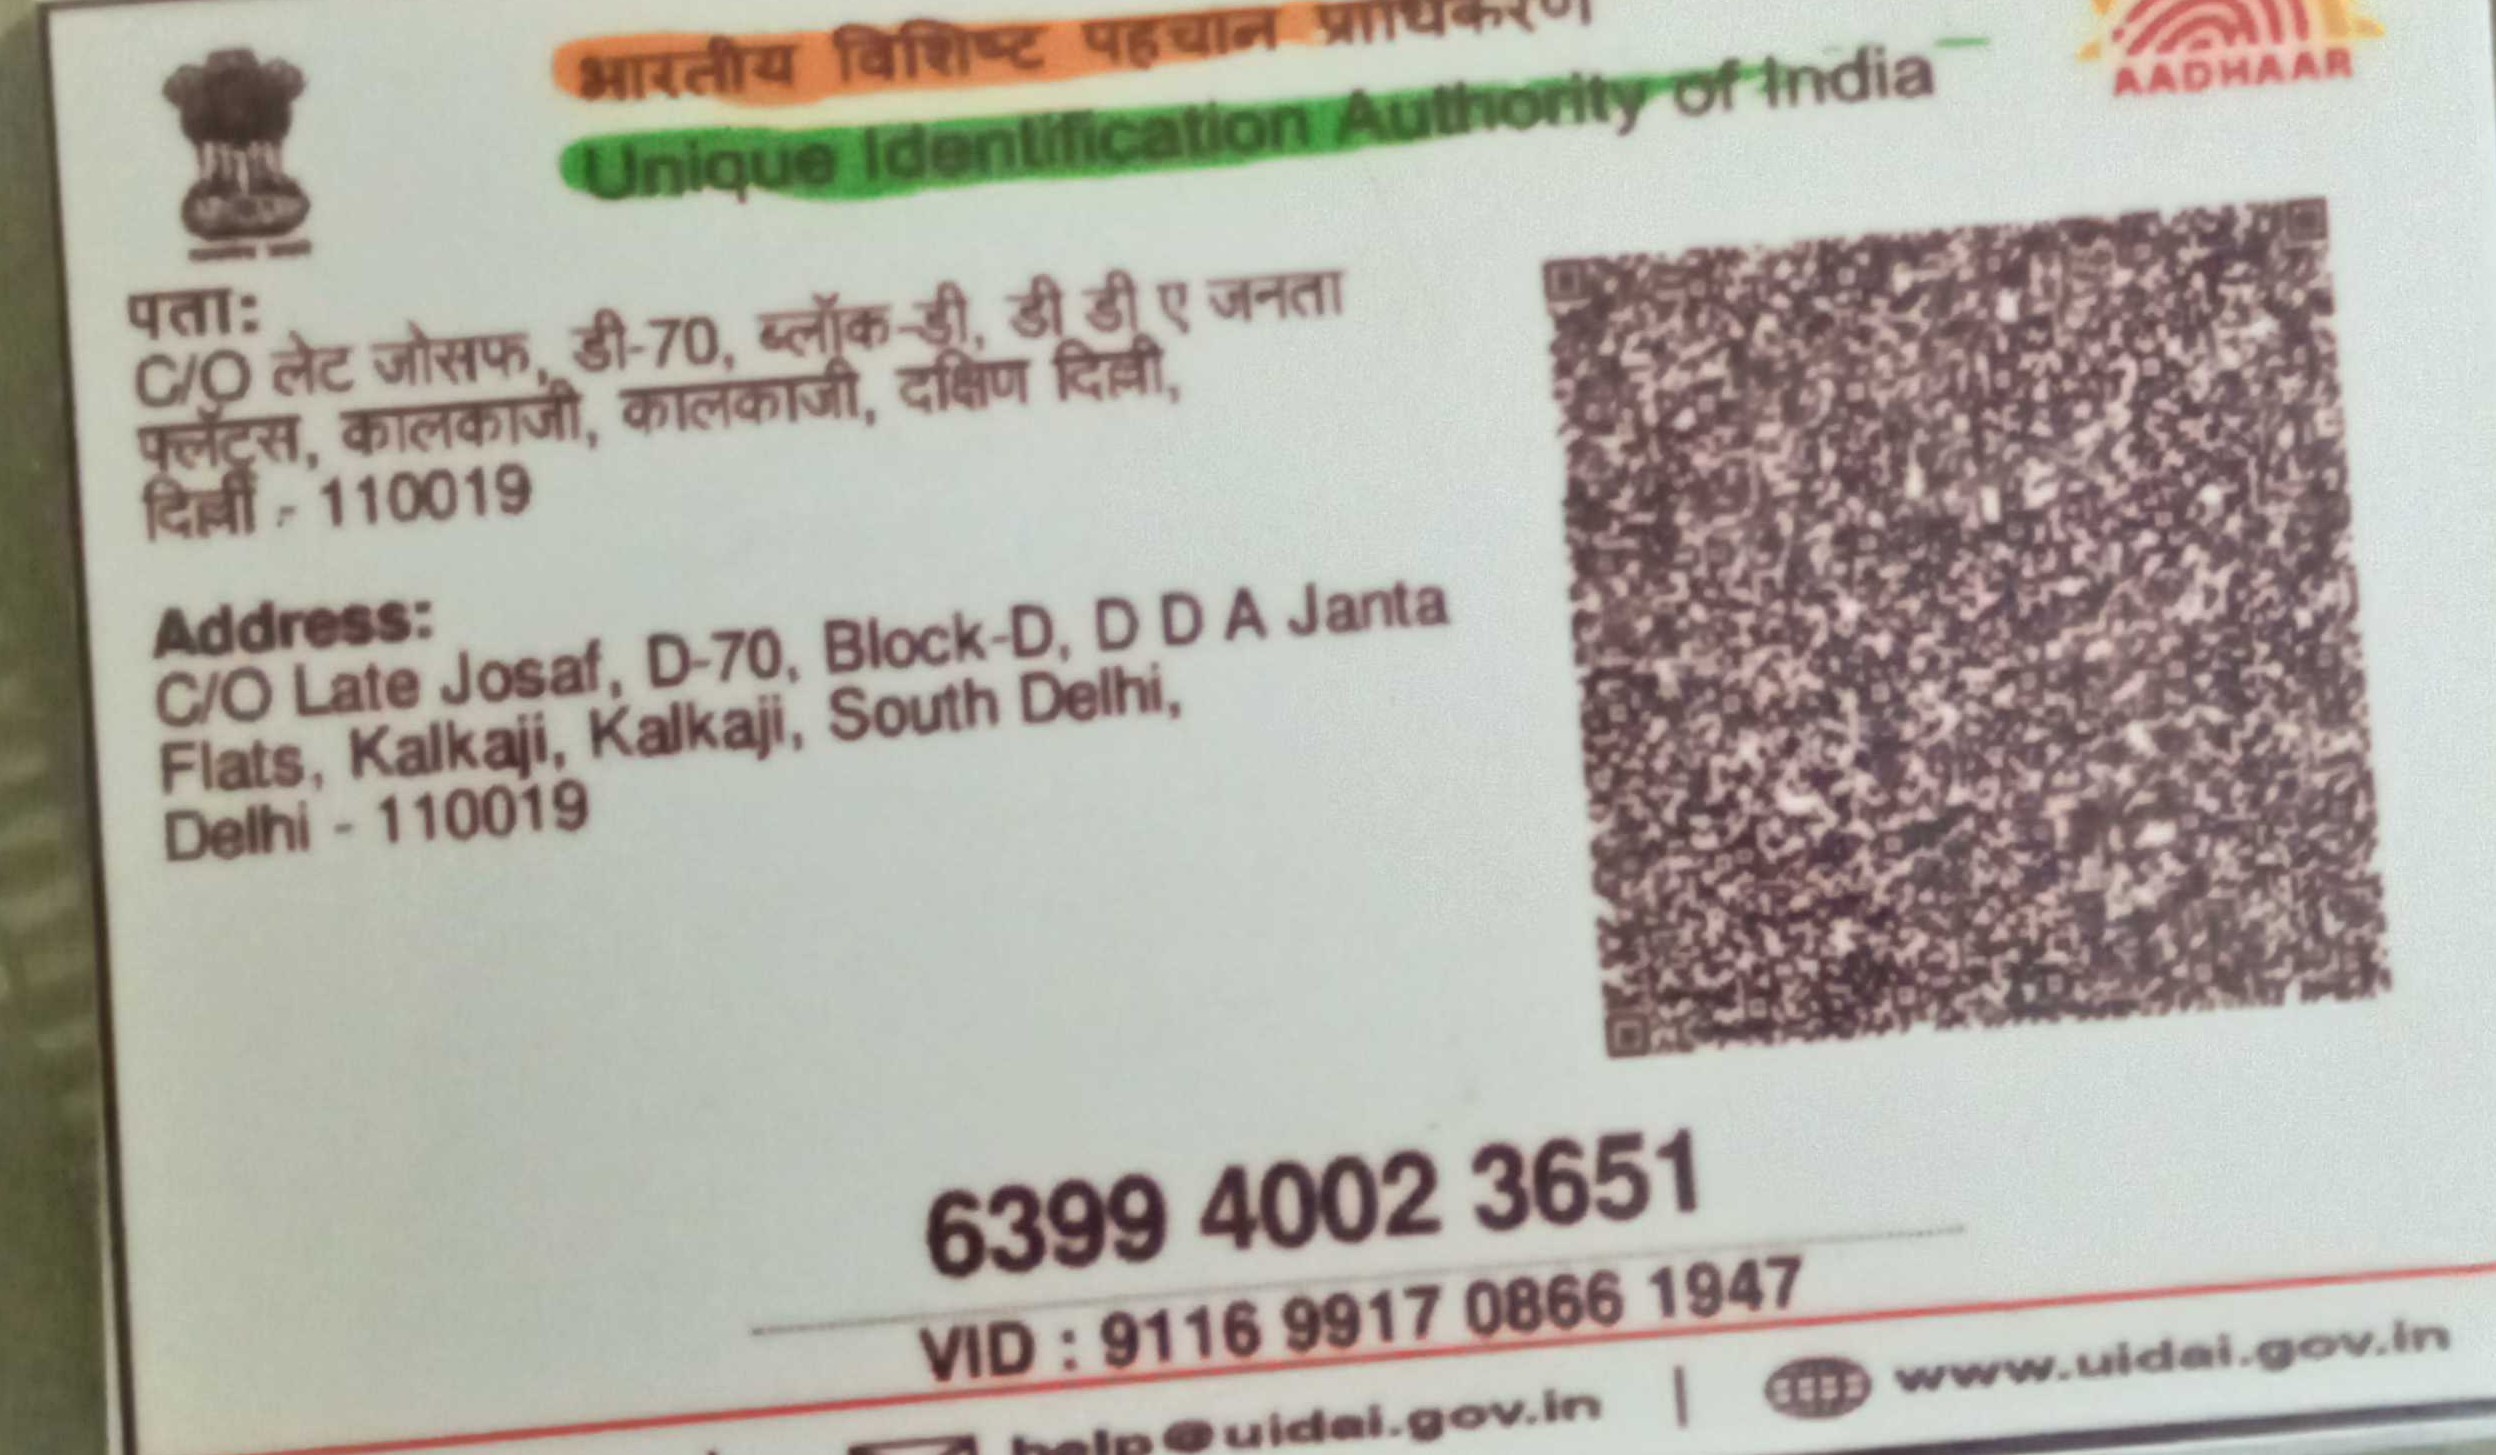 भारतीय विशिष्ट पहचान प्राधिकरण
Unique Identification Authority of India
AADHAAR
पता:
C/O लेट जोसफ, डी-70, ब्लॉक-डी, डी डी ए जनता
फ्लॅट्स, कालकाजी, कालकाजी, दक्षिण दिल्ली,
दिल्ली - 110019
Address:
C/O Late Josaf, D-70, Block-D, D D A Janta
Flats, Kalkaji, Kalkaji, South Delhi,
Delhi - 110019
6399 4002 3651
VID : 9116 9917 0866 1947
help@uidai.gov.in | www.uidai.gov.in